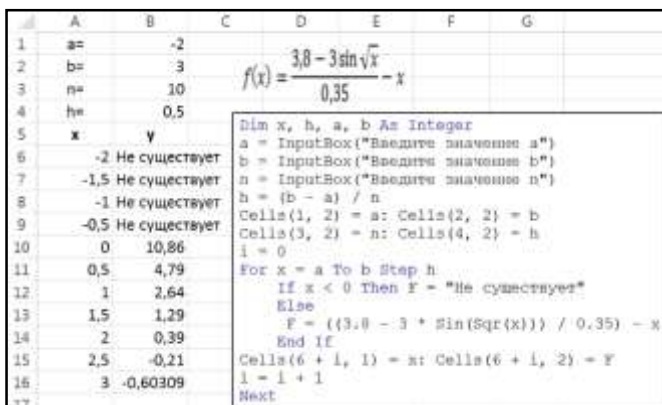 A B C D E F G
1 a= -2
2 b= 3
3 n= 10
4 h= 0,5
f(x) = (3,8 − 3 sin √x) / 0,35 − x
5 x y
6 -2 Не существует
7 -1,5 Не существует
8 -1 Не существует
9 -0,5 Не существует
10 0 10,86
11 0,5 4,79
12 1 2,64
13 1,5 1,29
14 2 0,39
15 2,5 -0,21
16 3 -0,60309
17
Dim x, h, a, b As Integer
a = InputBox("Введите значение a")
b = InputBox("Введите значение b")
n = InputBox("Введите значение n")
h = (b - a) / n
Cells(1, 2) = a: Cells(2, 2) = b
Cells(3, 2) = n: Cells(4, 2) = h
i = 0
For x = a To b Step h
If x < 0 Then F = "Не существует"
Else
F = ((3.8 - 3 * Sin(Sqr(x))) / 0.35) - x
End If
Cells(6 + i, 1) = x: Cells(6 + i, 2) = F
i = i + 1
Next